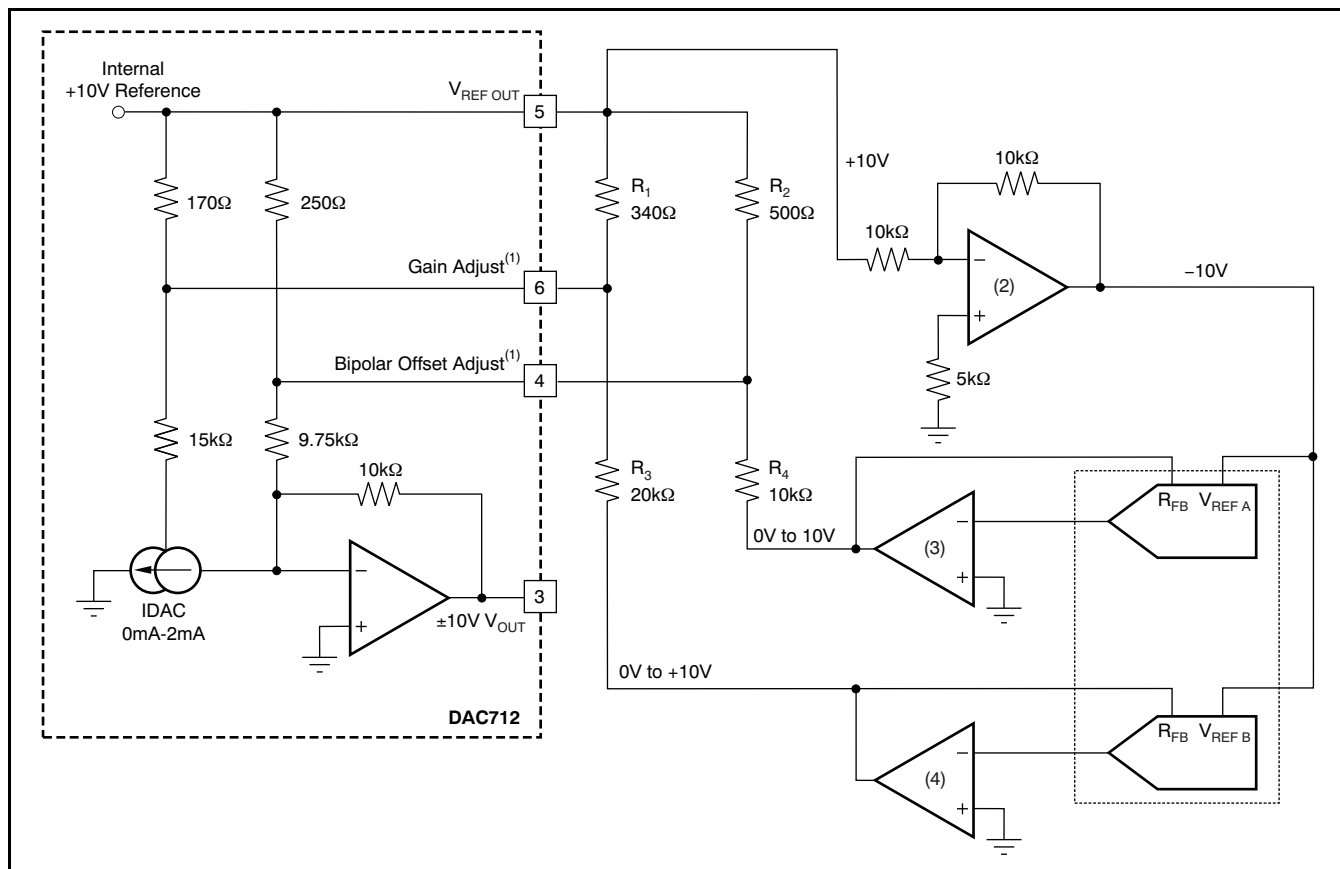 Internal
+10V Reference
V_REF OUT
5
170Ω
250Ω
R₁
340Ω
R₂
500Ω
+10V
10kΩ
10kΩ
−
(2)
+
−10V
Gain Adjust⁽¹⁾
6
Bipolar Offset Adjust⁽¹⁾
4
5kΩ
15kΩ
9.75kΩ
10kΩ
R₃
20kΩ
R₄
10kΩ
0V to 10V
(3)
−
+
R_FB V_REF A
IDAC
0mA-2mA
−
+
±10V V_OUT
3
0V to +10V
DAC712
(4)
−
+
R_FB V_REF B